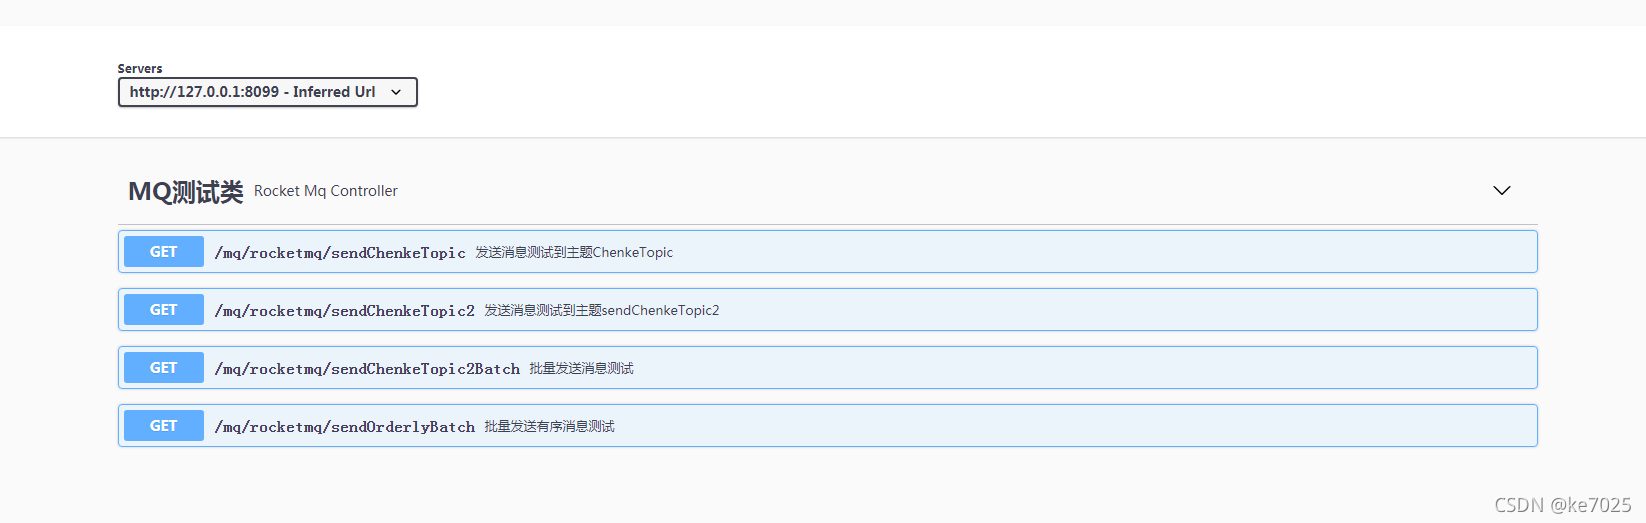 Servers
http://127.0.0.1:8099 - Inferred Url
MQ测试类 Rocket Mq Controller
GET /mq/rocketmq/sendChenkeTopic 发送消息测试到主题ChenkeTopic
GET /mq/rocketmq/sendChenkeTopic2 发送消息测试到主题sendChenkeTopic2
GET /mq/rocketmq/sendChenkeTopic2Batch 批量发送消息测试
GET /mq/rocketmq/sendOrderlyBatch 批量发送有序消息测试
CSDN @ke7025